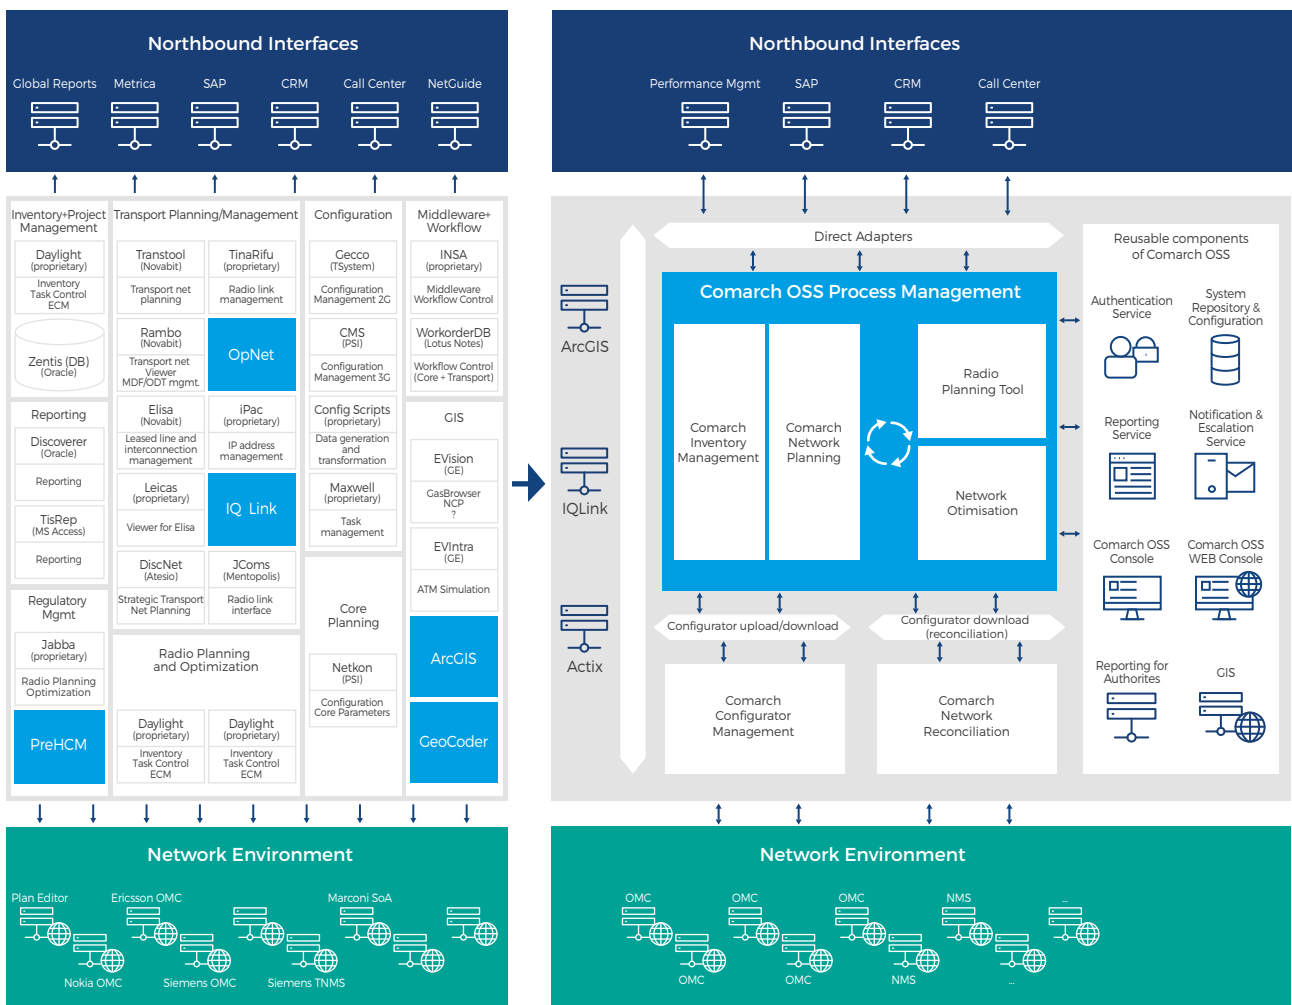 Northbound Interfaces
Global Reports
Metrica
SAP
CRM
Call Center
NetGuide
Inventory+Project
Management
Daylight
(proprietary)
Inventory
Task Control
ECM
Zentis (DB)
(Oracle)
Reporting
Discoverer
(Oracle)
Reporting
TisRep
(MS Access)
Reporting
Regulatory
Mgmt
Jabba
(proprietary)
Radio Planning
Optimization
PreHCM
Transport Planning/Management
Transtool
(Novabit)
Transport net
planning
TinaRifu
(proprietary)
Radio link
management
Rambo
(Novabit)
Transport net
Viewer
MDF/ODT mgmt.
OpNet
Elisa
(Novabit)
Leased line and
interconnection
management
iPac
(proprietary)
IP address
management
Leicas
(proprietary)
Viewer for Elisa
IQ Link
DiscNet
(Atesio)
Strategic Transport
Net Planning
JComs
(Mentopolis)
Radio link
interface
Radio Planning
and Optimization
Daylight
(proprietary)
Inventory
Task Control
ECM
Daylight
(proprietary)
Inventory
Task Control
ECM
Configuration
Gecco
(TSystem)
Configuration
Management 2G
CMS
(PSI)
Configuration
Management 3G
Config Scripts
(proprietary)
Data generation
and
transformation
Maxwell
(proprietary)
Task
management
Core
Planning
Netkon
(PSI)
Configuration
Core Parameters
Middleware+
Workflow
INSA
(proprietary)
Middleware
Workflow Control
WorkorderDB
(Lotus Notes)
Workflow Control
(Core + Transport)
GIS
EVision
(GE)
GasBrowser
NCP
?
EVIntra
(GE)
ATM Simulation
ArcGIS
GeoCoder
Network Environment
Plan Editor
Ericsson OMC
Marconi SoA
Nokia OMC
Siemens OMC
Siemens TNMS
Northbound Interfaces
Performance Mgmt
SAP
CRM
Call Center
ArcGIS
IQLink
Actix
Direct Adapters
Comarch OSS Process Management
Comarch
Inventory
Management
Comarch
Network
Planning
Radio
Planning Tool
Network
Otimisation
Configurator upload/download
Configurator download
(reconciliation)
Comarch
Configurator
Management
Comarch
Network
Reconciliation
Reusable components
of Comarch OSS
Authentication
Service
System
Repository &
Configuration
Reporting
Service
Notification &
Escalation
Service
Comarch OSS
Console
Comarch OSS
WEB Console
Reporting for
Authorites
GIS
Network Environment
OMC
OMC
OMC
NMS
...
OMC
OMC
NMS
...